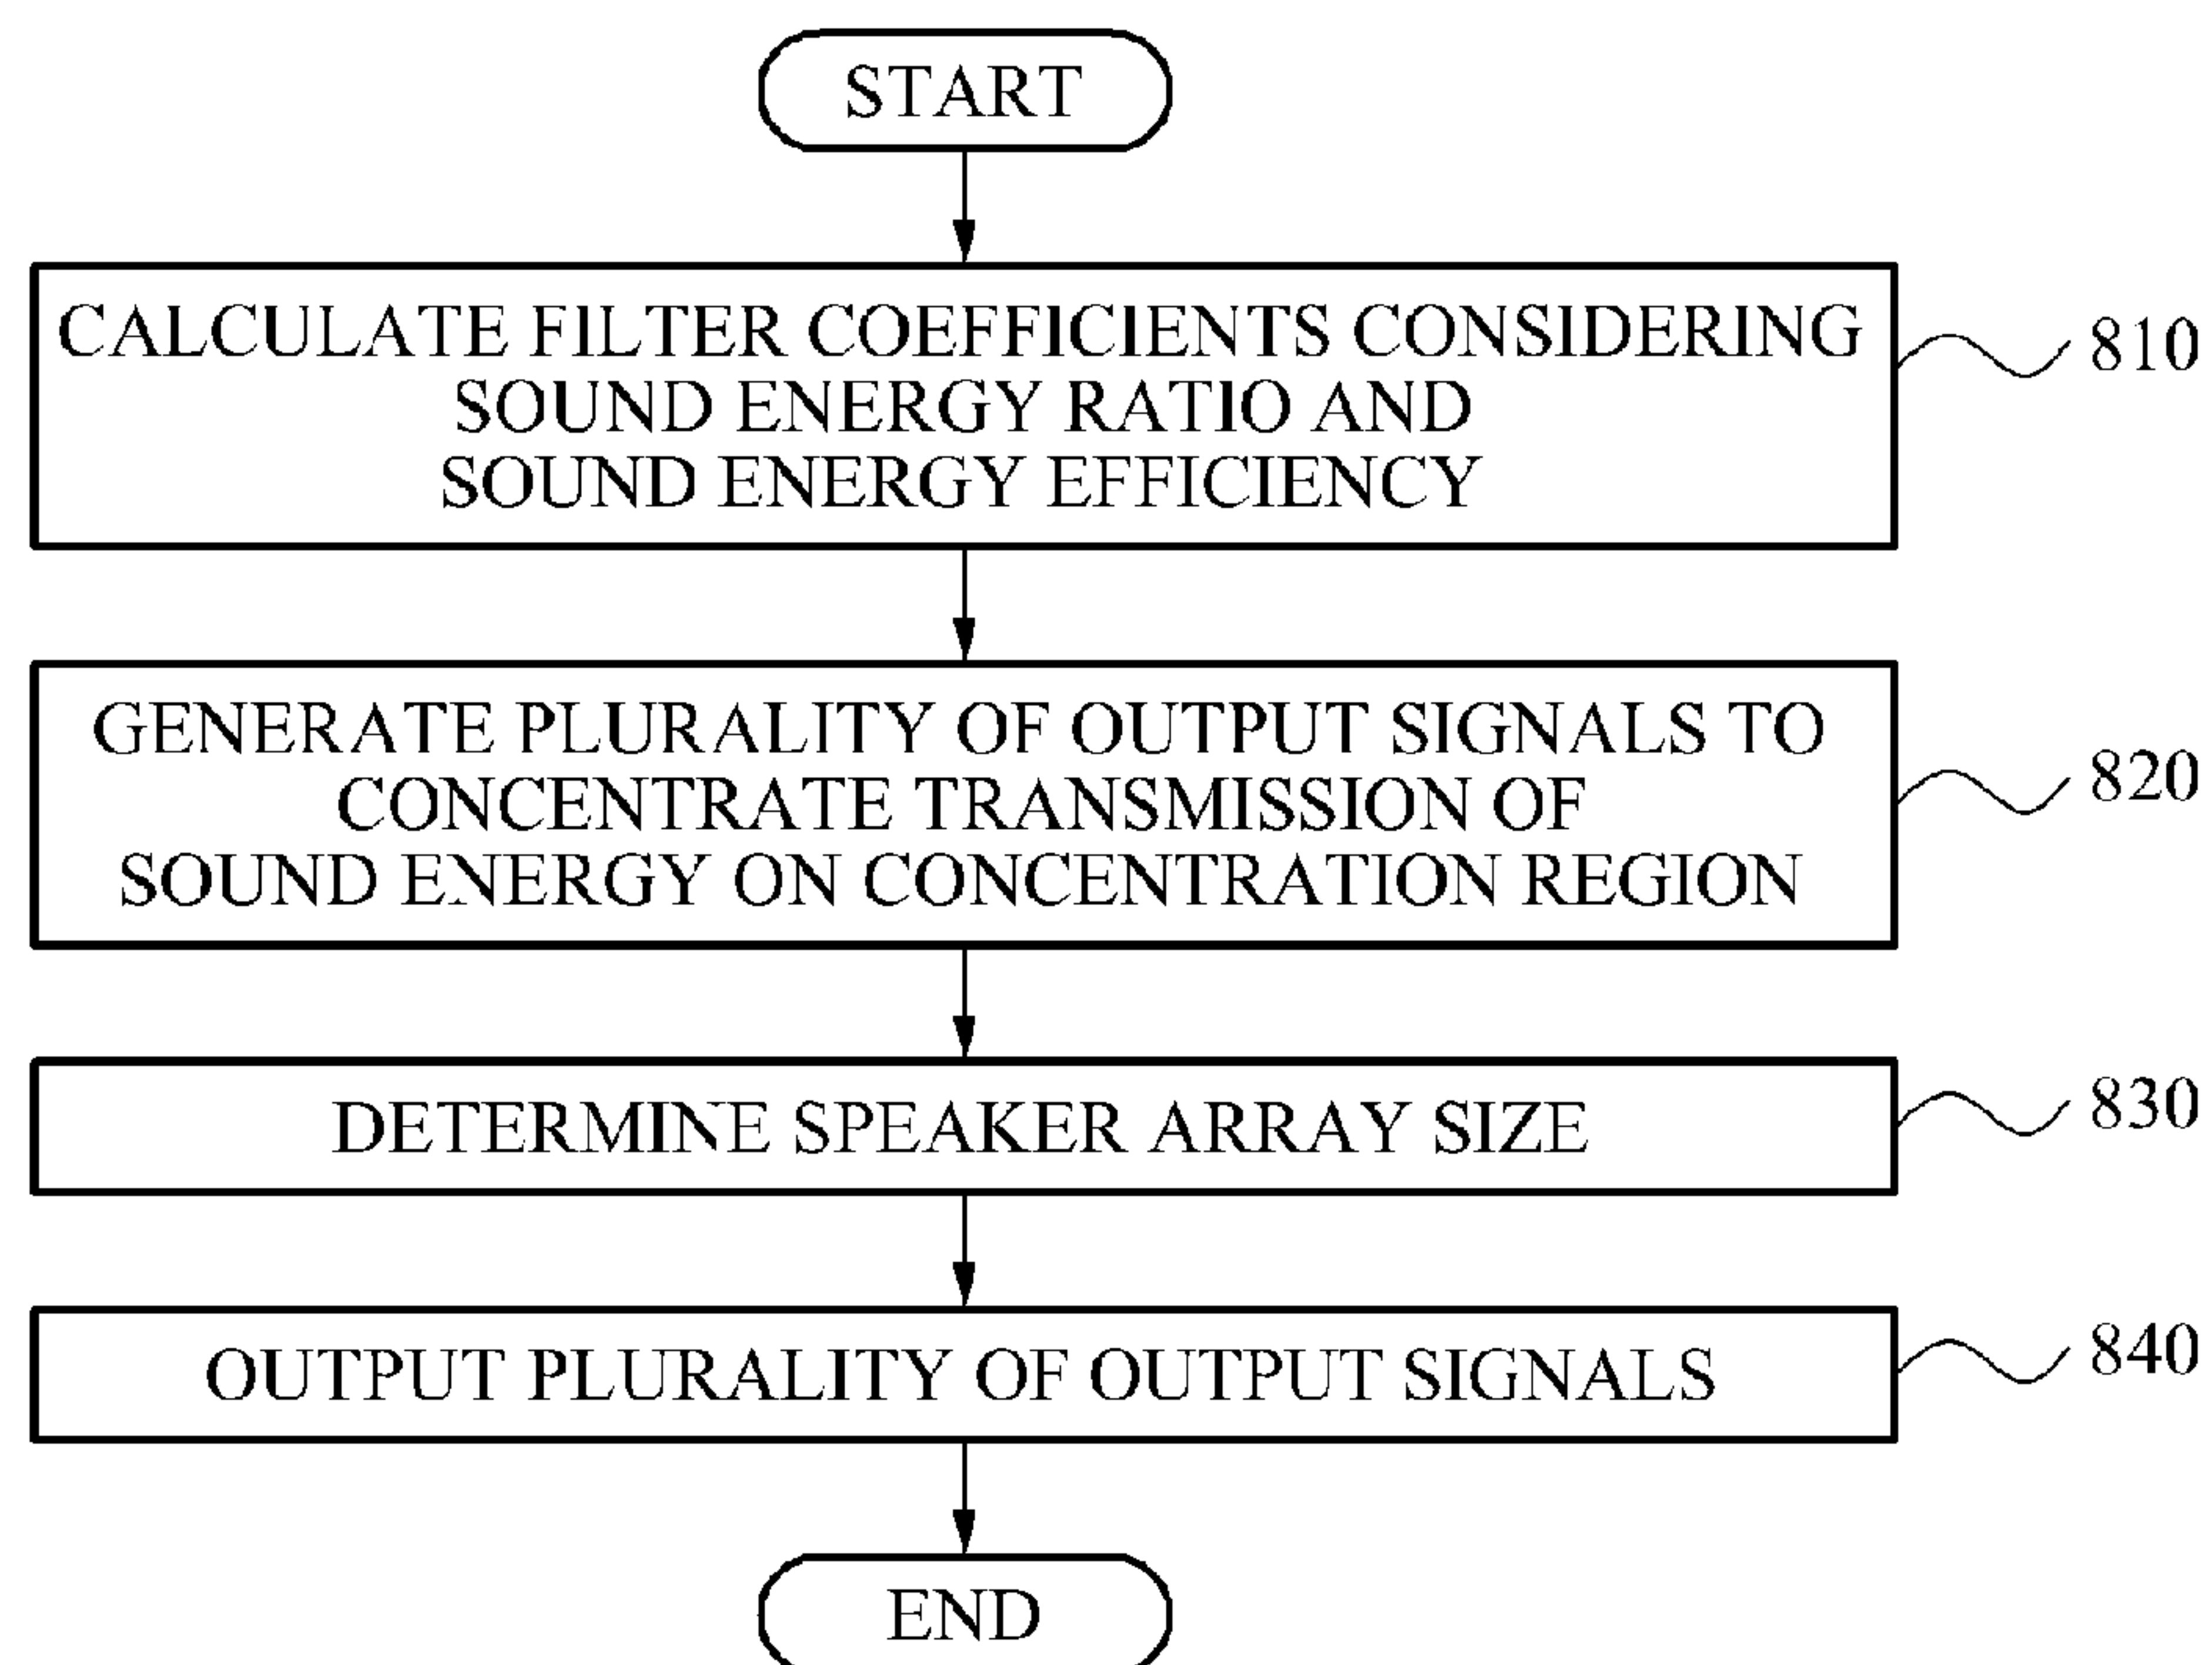 START
CALCULATE FILTER COEFFICIENTS CONSIDERING
SOUND ENERGY RATIO AND
SOUND ENERGY EFFICIENCY
810
GENERATE PLURALITY OF OUTPUT SIGNALS TO
CONCENTRATE TRANSMISSION OF
SOUND ENERGY ON CONCENTRATION REGION
820
DETERMINE SPEAKER ARRAY SIZE
830
OUTPUT PLURALITY OF OUTPUT SIGNALS
840
END